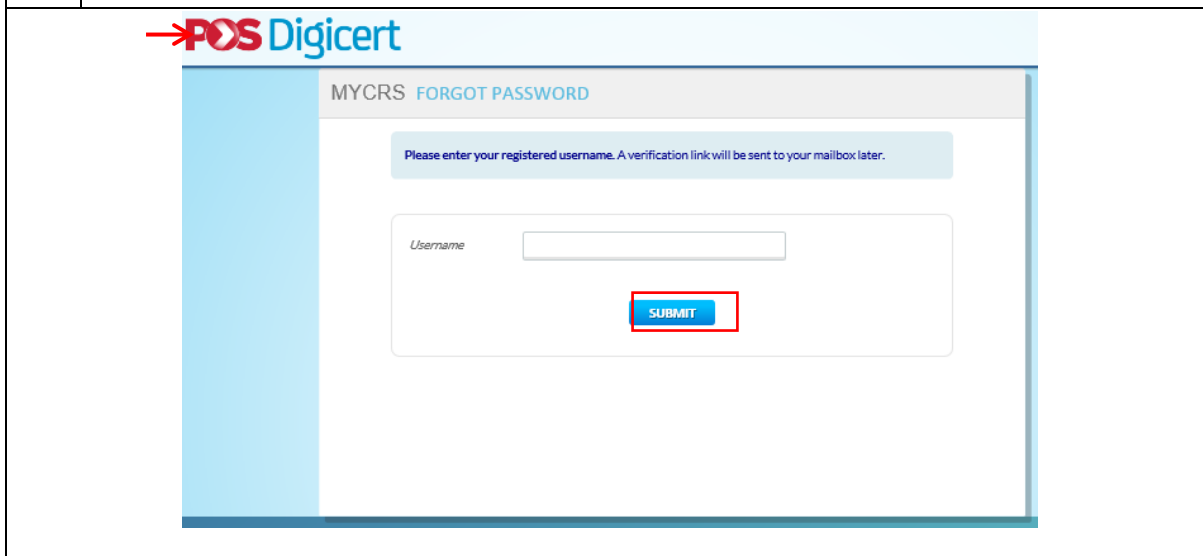 POS Digicert
MYCRS FORGOT PASSWORD
Please enter your registered username. A verification link will be sent to your mailbox later.
Username
SUBMIT